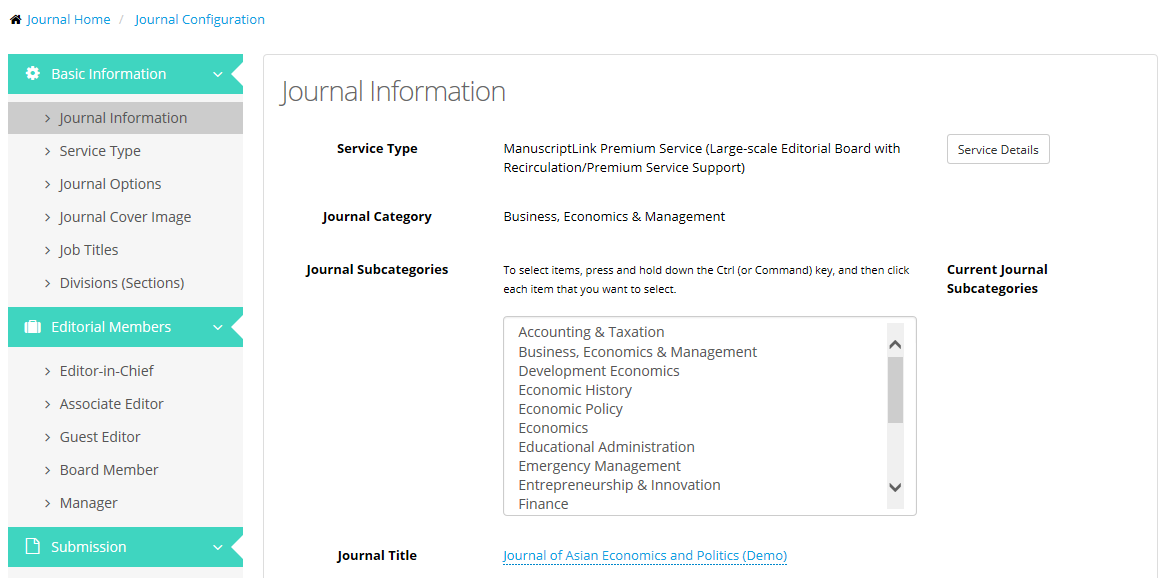 Journal Home / Journal Configuration
Basic Information
Journal Information
Service Type
Journal Options
Journal Cover Image
Job Titles
Divisions (Sections)
Editorial Members
Editor-in-Chief
Associate Editor
Guest Editor
Board Member
Manager
Submission
Journal Information
Service Type
ManuscriptLink Premium Service (Large-scale Editorial Board with
Recirculation/Premium Service Support)
Service Details
Journal Category
Business, Economics & Management
Journal Subcategories
To select items, press and hold down the Ctrl (or Command) key, and then click
each item that you want to select.
Current Journal
Subcategories
Accounting & Taxation
Business, Economics & Management
Development Economics
Economic History
Economic Policy
Economics
Educational Administration
Emergency Management
Entrepreneurship & Innovation
Finance
Journal Title
Journal of Asian Economics and Politics (Demo)